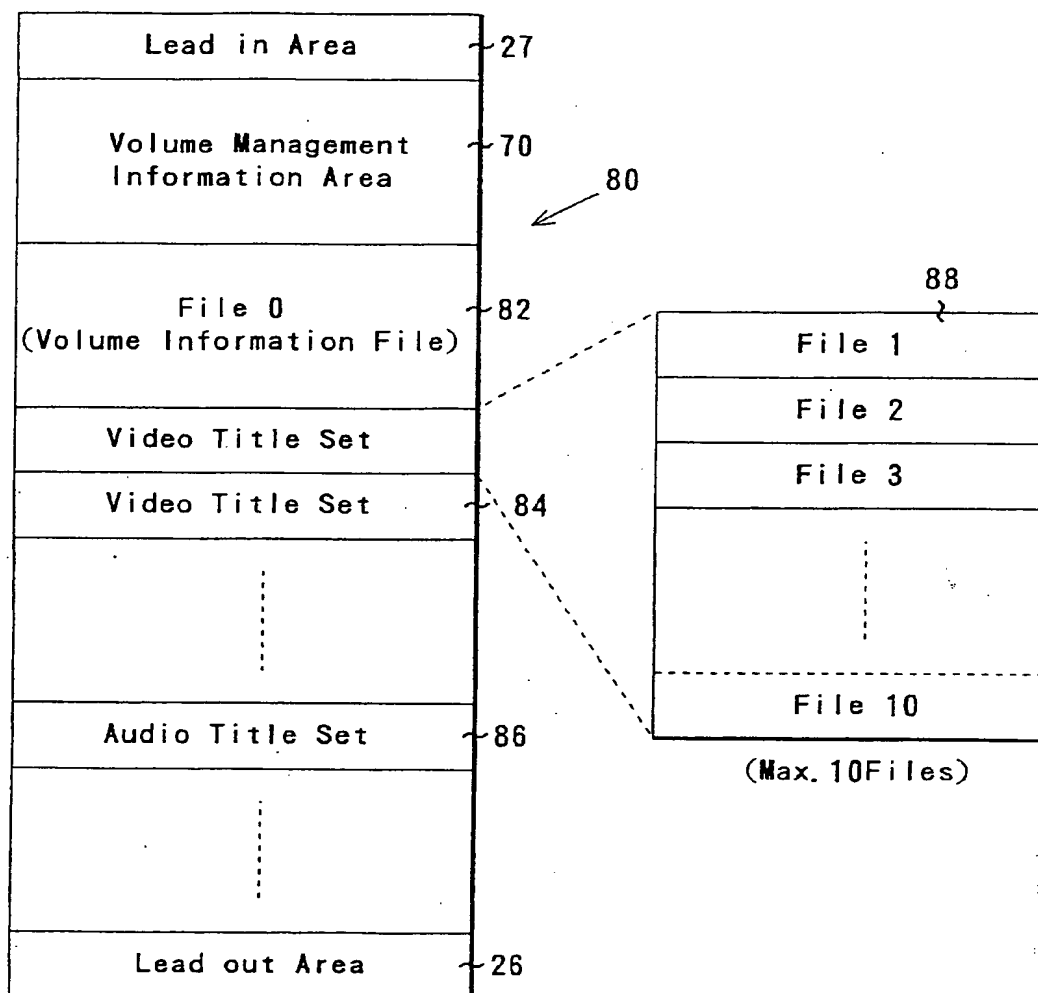 Lead in Area
27
Volume Management
Information Area
70
80
File 0
(Volume Information File)
82
Video Title Set
Video Title Set
84
Audio Title Set
86
Lead out Area
26
88
File 1
File 2
File 3
File 10
(Max. 10Files)